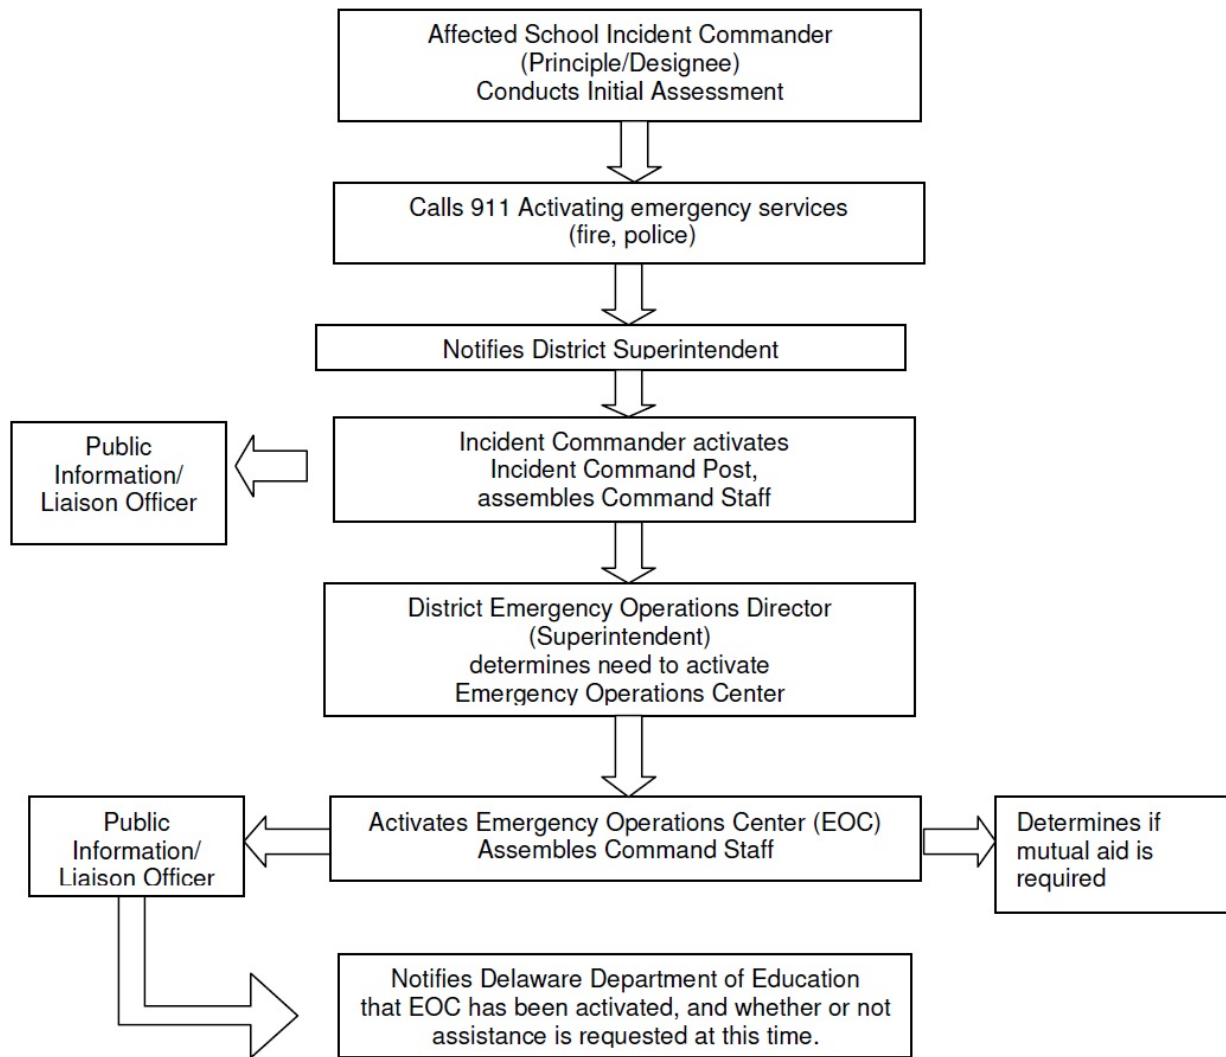 Affected School Incident Commander
(Principle/Designee)
Conducts Initial Assessment
Calls 911 Activating emergency services
(fire, police)
Notifies District Superintendent
Public
Information/
Liaison Officer
Incident Commander activates
Incident Command Post,
assembles Command Staff
District Emergency Operations Director
(Superintendent)
determines need to activate
Emergency Operations Center
Public
Information/
Liaison Officer
Activates Emergency Operations Center (EOC)
Assembles Command Staff
Determines if
mutual aid is
required
Notifies Delaware Department of Education
that EOC has been activated, and whether or not
assistance is requested at this time.